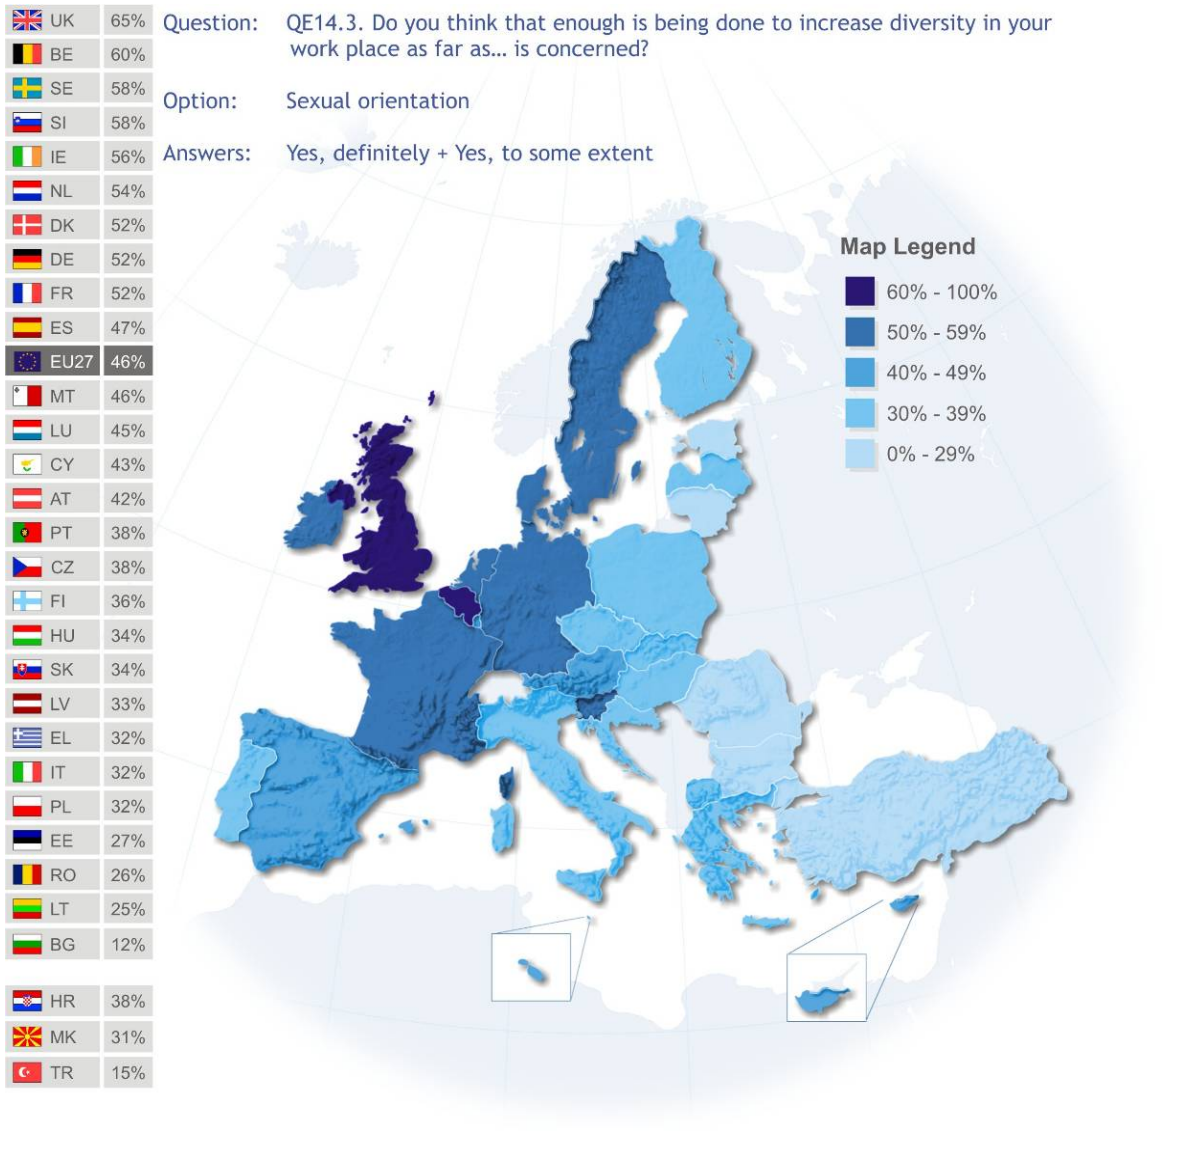 UK 65%
BE 60%
SE 58%
SI 58%
IE 56%
NL 54%
DK 52%
DE 52%
FR 52%
ES 47%
EU27 46%
MT 46%
LU 45%
CY 43%
AT 42%
PT 38%
CZ 38%
FI 36%
HU 34%
SK 34%
LV 33%
EL 32%
IT 32%
PL 32%
EE 27%
RO 26%
LT 25%
BG 12%
HR 38%
MK 31%
TR 15%
Question: QE14.3. Do you think that enough is being done to increase diversity in your
work place as far as... is concerned?
Option: Sexual orientation
Answers: Yes, definitely + Yes, to some extent
Map Legend
60% - 100%
50% - 59%
40% - 49%
30% - 39%
0% - 29%